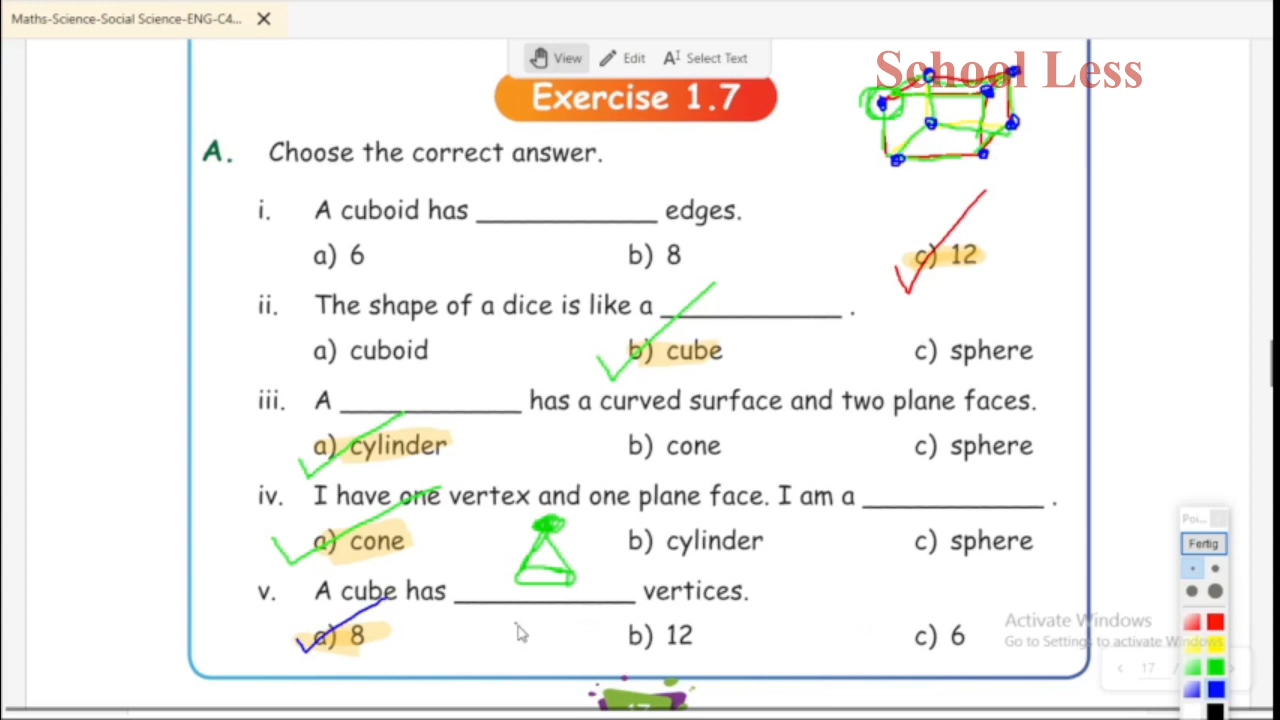 Maths-Science-Social Science-ENG-C4...
View Edit Select Text
School Less
Exercise 1.7
A. Choose the correct answer.
i. A cuboid has ____________ edges.
a) 6 b) 8 c) 12
ii. The shape of a dice is like a ____________ .
a) cuboid b) cube c) sphere
iii. A ____________ has a curved surface and two plane faces.
a) cylinder b) cone c) sphere
iv. I have one vertex and one plane face. I am a ____________ .
a) cone b) cylinder c) sphere
v. A cube has ____________ vertices.
a) 8 b) 12 c) 6
Poi...
Fertig
Activate Windows
Go to Settings to activate Windows
17
17